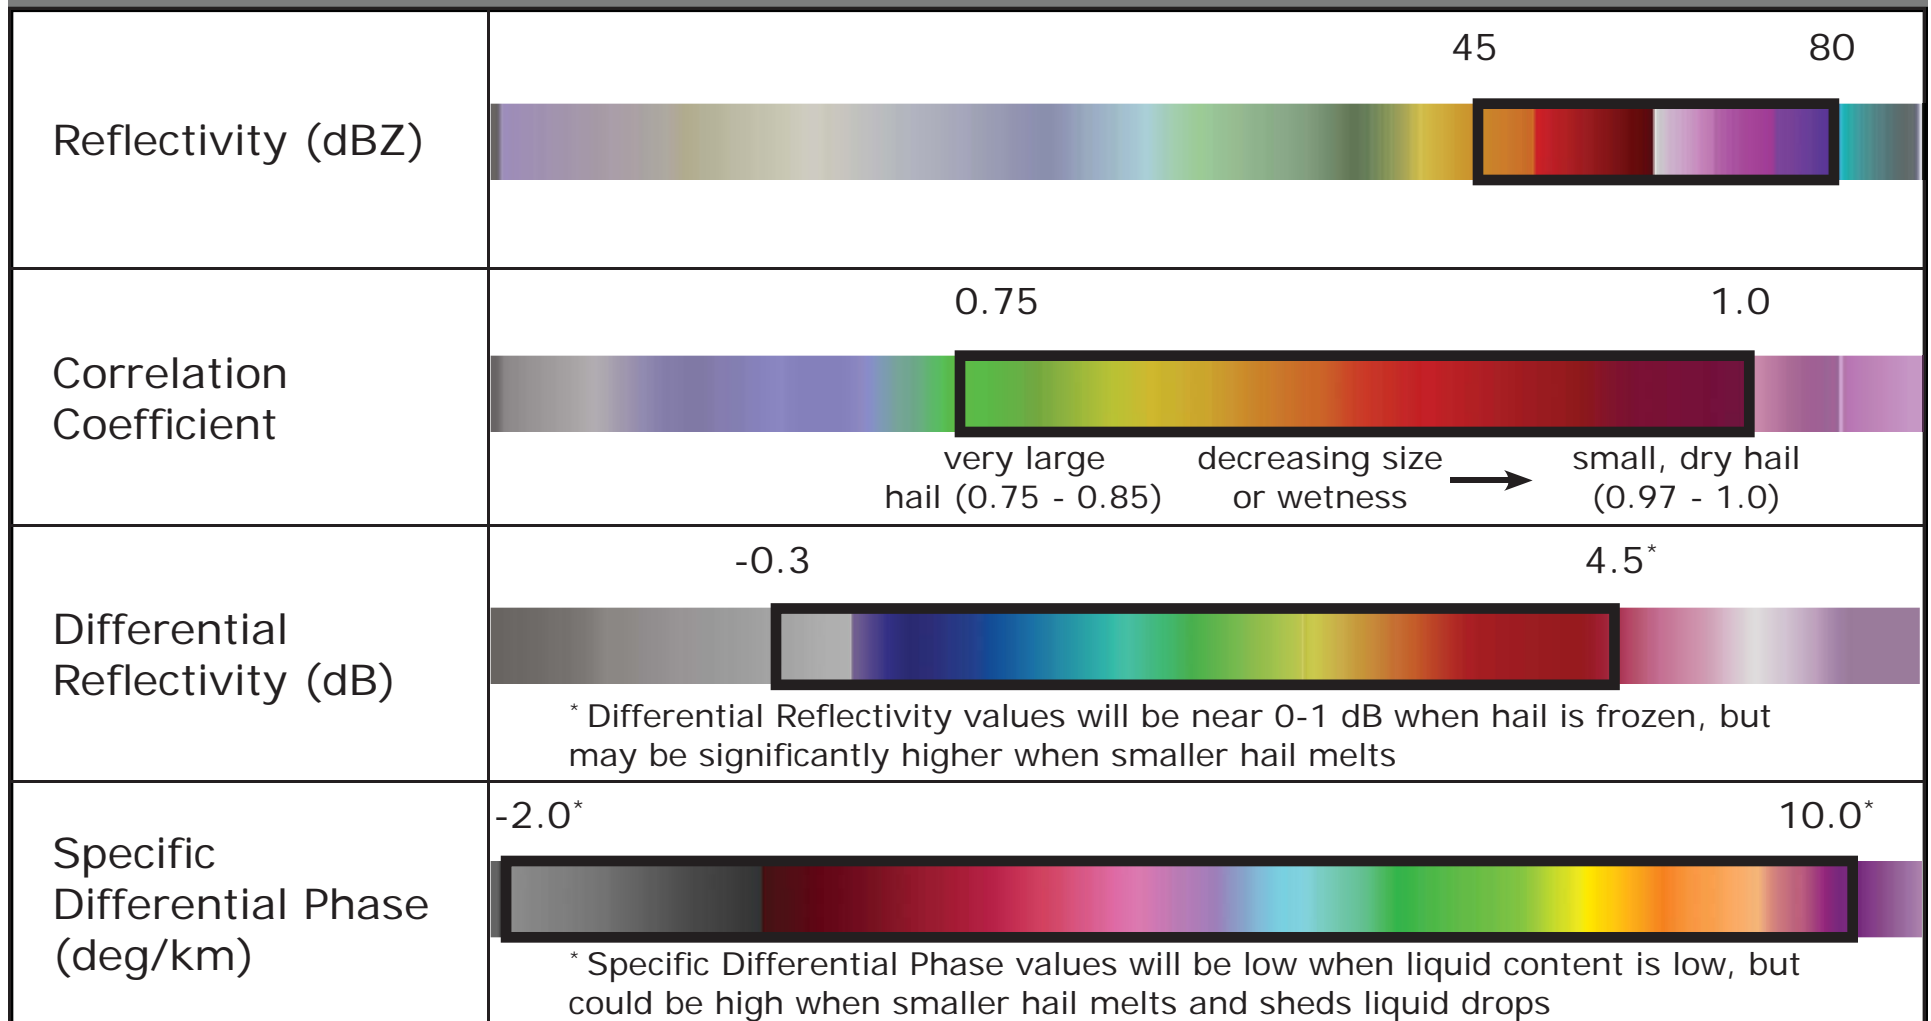 45 80
Reflectivity (dBZ)
0.75 1.0
Correlation
Coefficient
very large decreasing size small, dry hail
hail (0.75 - 0.85) or wetness (0.97 - 1.0)
-0.3 4.5*
Differential
Reflectivity (dB)
* Differential Reflectivity values will be near 0-1 dB when hail is frozen, but
may be significantly higher when smaller hail melts
-2.0* 10.0*
Specific
Differential Phase
(deg/km)
* Specific Differential Phase values will be low when liquid content is low, but
could be high when smaller hail melts and sheds liquid drops